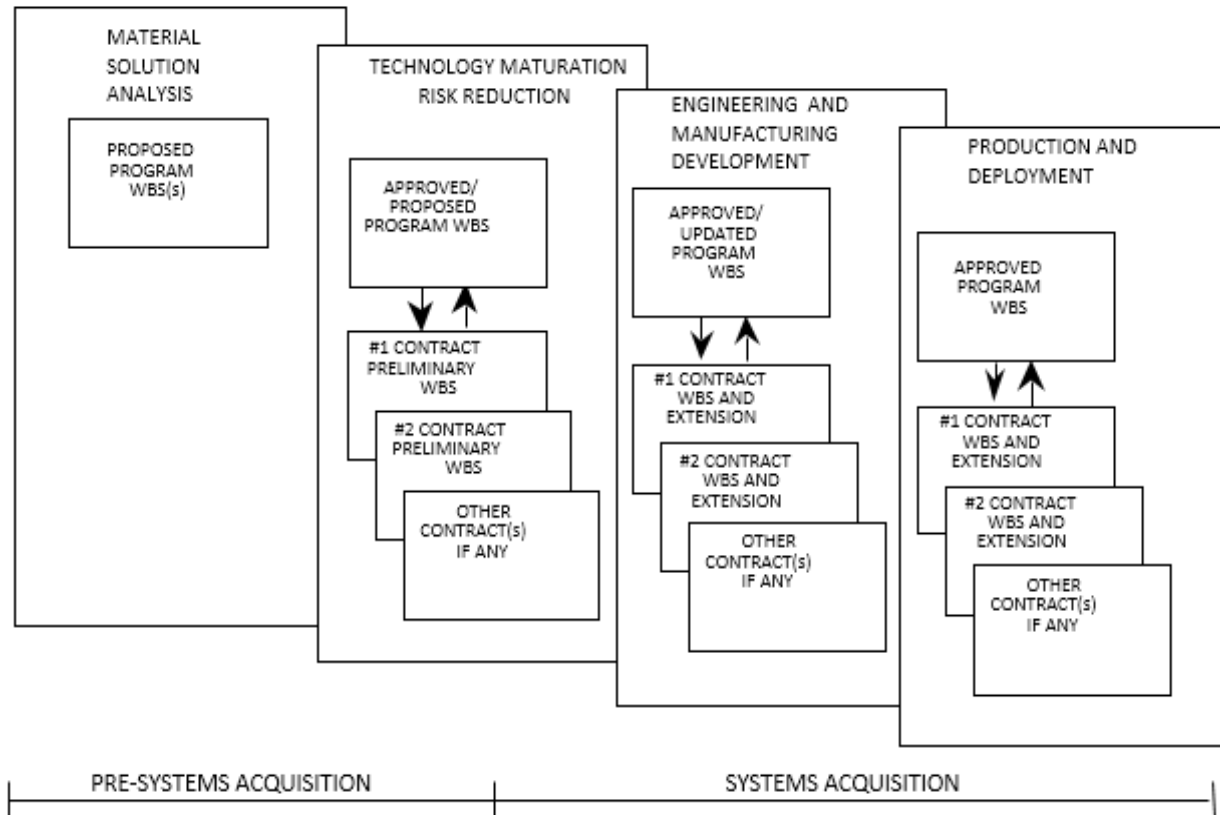 MATERIAL
SOLUTION
ANALYSIS
PROPOSED
PROGRAM
WBS(s)
TECHNOLOGY MATURATION
RISK REDUCTION
APPROVED/
PROPOSED
PROGRAM WBS
#1 CONTRACT
PRELIMINARY
WBS
#2 CONTRACT
PRELIMINARY
WBS
OTHER
CONTRACT(s)
IF ANY
ENGINEERING AND
MANUFACTURING
DEVELOPMENT
APPROVED/
UPDATED
PROGRAM
WBS
#1 CONTRACT
WBS AND
EXTENSION
#2 CONTRACT
WBS AND
EXTENSION
OTHER
CONTRACT(s)
IF ANY
PRODUCTION AND
DEPLOYMENT
APPROVED
PROGRAM
WBS
#1 CONTRACT
WBS AND
EXTENSION
#2 CONTRACT
WBS AND
EXTENSION
OTHER
CONTRACT(s)
IF ANY
PRE-SYSTEMS ACQUISITION
SYSTEMS ACQUISITION